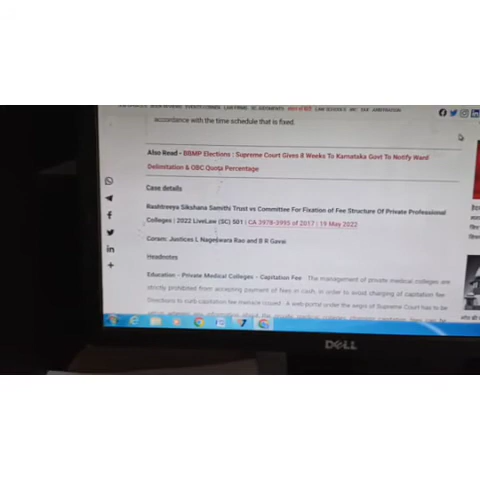 accordance with the time schedule that is fixed.
Also Read - BBMP Elections : Supreme Court Gives 8 Weeks To Karnataka Govt To Notify Ward
Delimitation & OBC Quota Percentage
Case details
Rashtreeya Sikshana Samithi Trust vs Committee For Fixation of Fee Structure Of Private Professional
Colleges | 2022 LiveLaw (SC) 501 | CA 3978-3995 of 2017 | 19 May 2022
Coram: Justices L Nageswara Rao and B R Gavai
Headnotes
Education - Private Medical Colleges - Capitation Fee - The management of private medical colleges are
strictly prohibited from accepting payment of fees in cash, in order to avoid charging of capitation fee
Directions to curb capitation fee menace issued - A web portal under the aegis of Supreme Court has to be
DELL